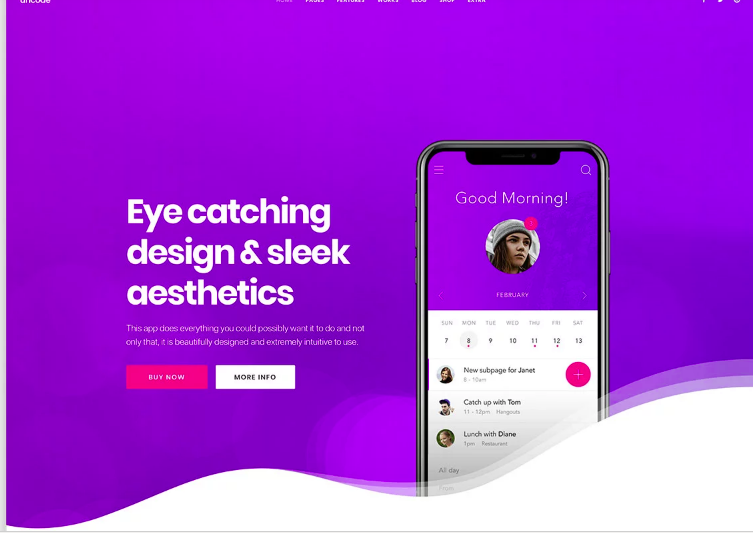 uncode
HOME PAGES FEATURES WORKS BLOG SHOP EXTRA
Eye catching
design & sleek
aesthetics
This app does everything you could possibly want it to do and not
only that, it is beautifully designed and extremely intuitive to use.
BUY NOW MORE INFO
Good Morning!
FEBRUARY
SUN MON TUE WED THU FRI SAT
7 8 9 10 11 12 13
New subpage for Janet
8 - 10am
Catch up with Tom
11 - 12pm Hangouts
Lunch with Diane
1pm Restaurant
All day